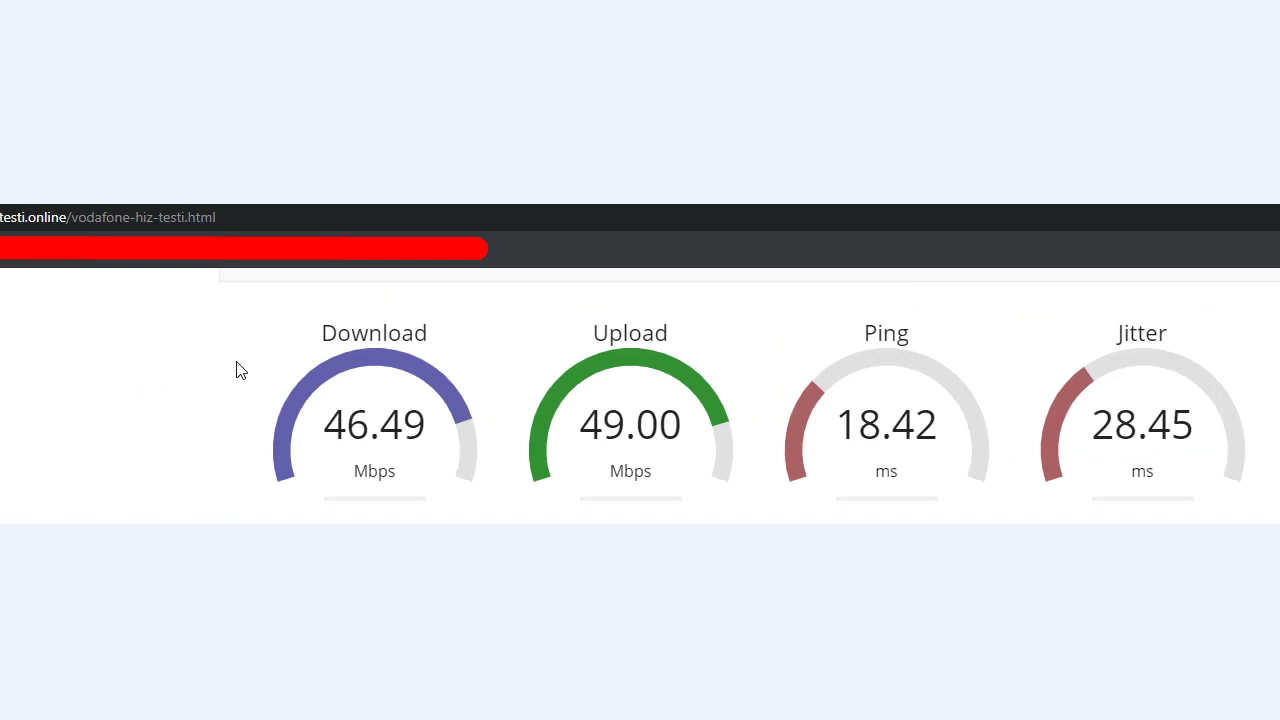 testi.online/vodafone-hiz-testi.html
Download
Upload
Ping
Jitter
46.49
49.00
18.42
28.45
Mbps
Mbps
ms
ms